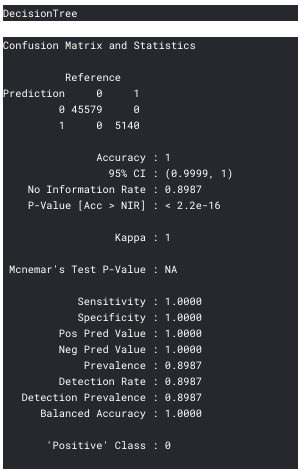 DecisionTree
Confusion Matrix and Statistics
Reference
Prediction 0 1
0 45579 0
1 0 5140
Accuracy : 1
95% CI : (0.9999, 1)
No Information Rate : 0.8987
P-Value [Acc > NIR] : < 2.2e-16
Kappa : 1
Mcnemar's Test P-Value : NA
Sensitivity : 1.0000
Specificity : 1.0000
Pos Pred Value : 1.0000
Neg Pred Value : 1.0000
Prevalence : 0.8987
Detection Rate : 0.8987
Detection Prevalence : 0.8987
Balanced Accuracy : 1.0000
'Positive' Class : 0